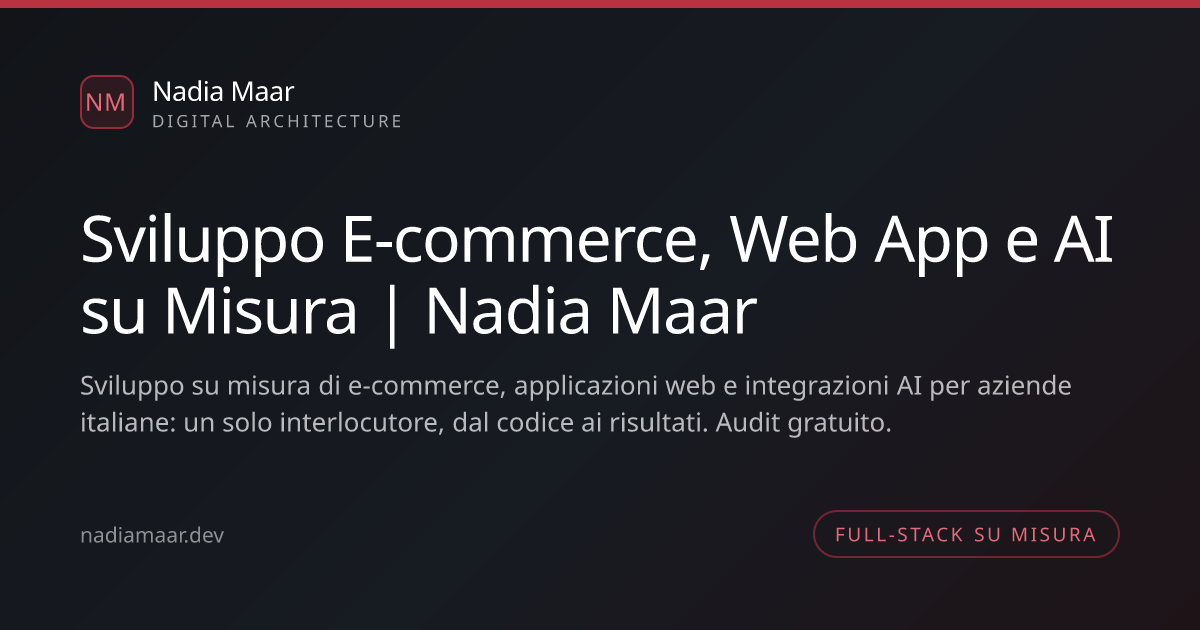 NM
Nadia Maar
DIGITAL ARCHITECTURE
Sviluppo E-commerce, Web App e AI
su Misura | Nadia Maar
Sviluppo su misura di e-commerce, applicazioni web e integrazioni AI per aziende
italiane: un solo interlocutore, dal codice ai risultati. Audit gratuito.
nadiamaar.dev
FULL-STACK SU MISURA